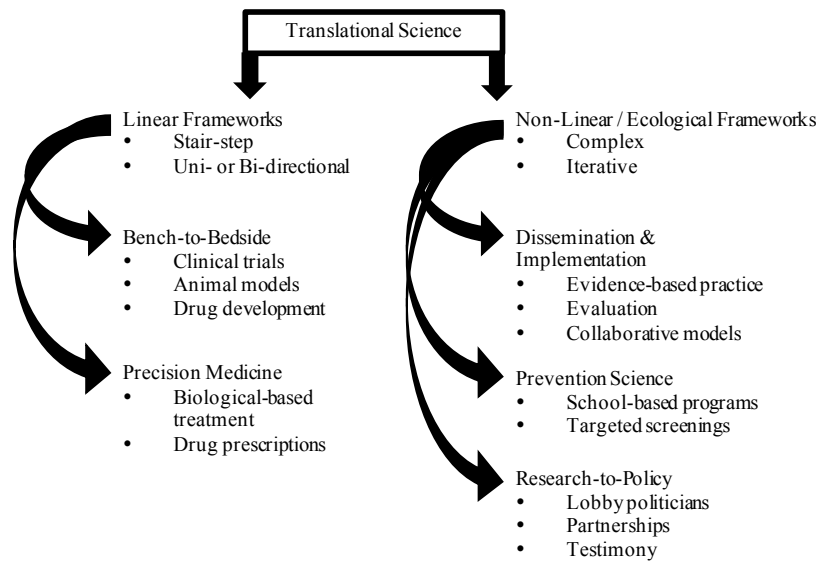 Translational Science
Linear Frameworks
• Stair-step
• Uni- or Bi-directional
Bench-to-Bedside
• Clinical trials
• Animal models
• Drug development
Precision Medicine
• Biological-based
treatment
• Drug prescriptions
Non-Linear / Ecological Frameworks
• Complex
• Iterative
Dissemination &
Implementation
• Evidence-based practice
• Evaluation
• Collaborative models
Prevention Science
• School-based programs
• Targeted screenings
Research-to-Policy
• Lobby politicians
• Partnerships
• Testimony